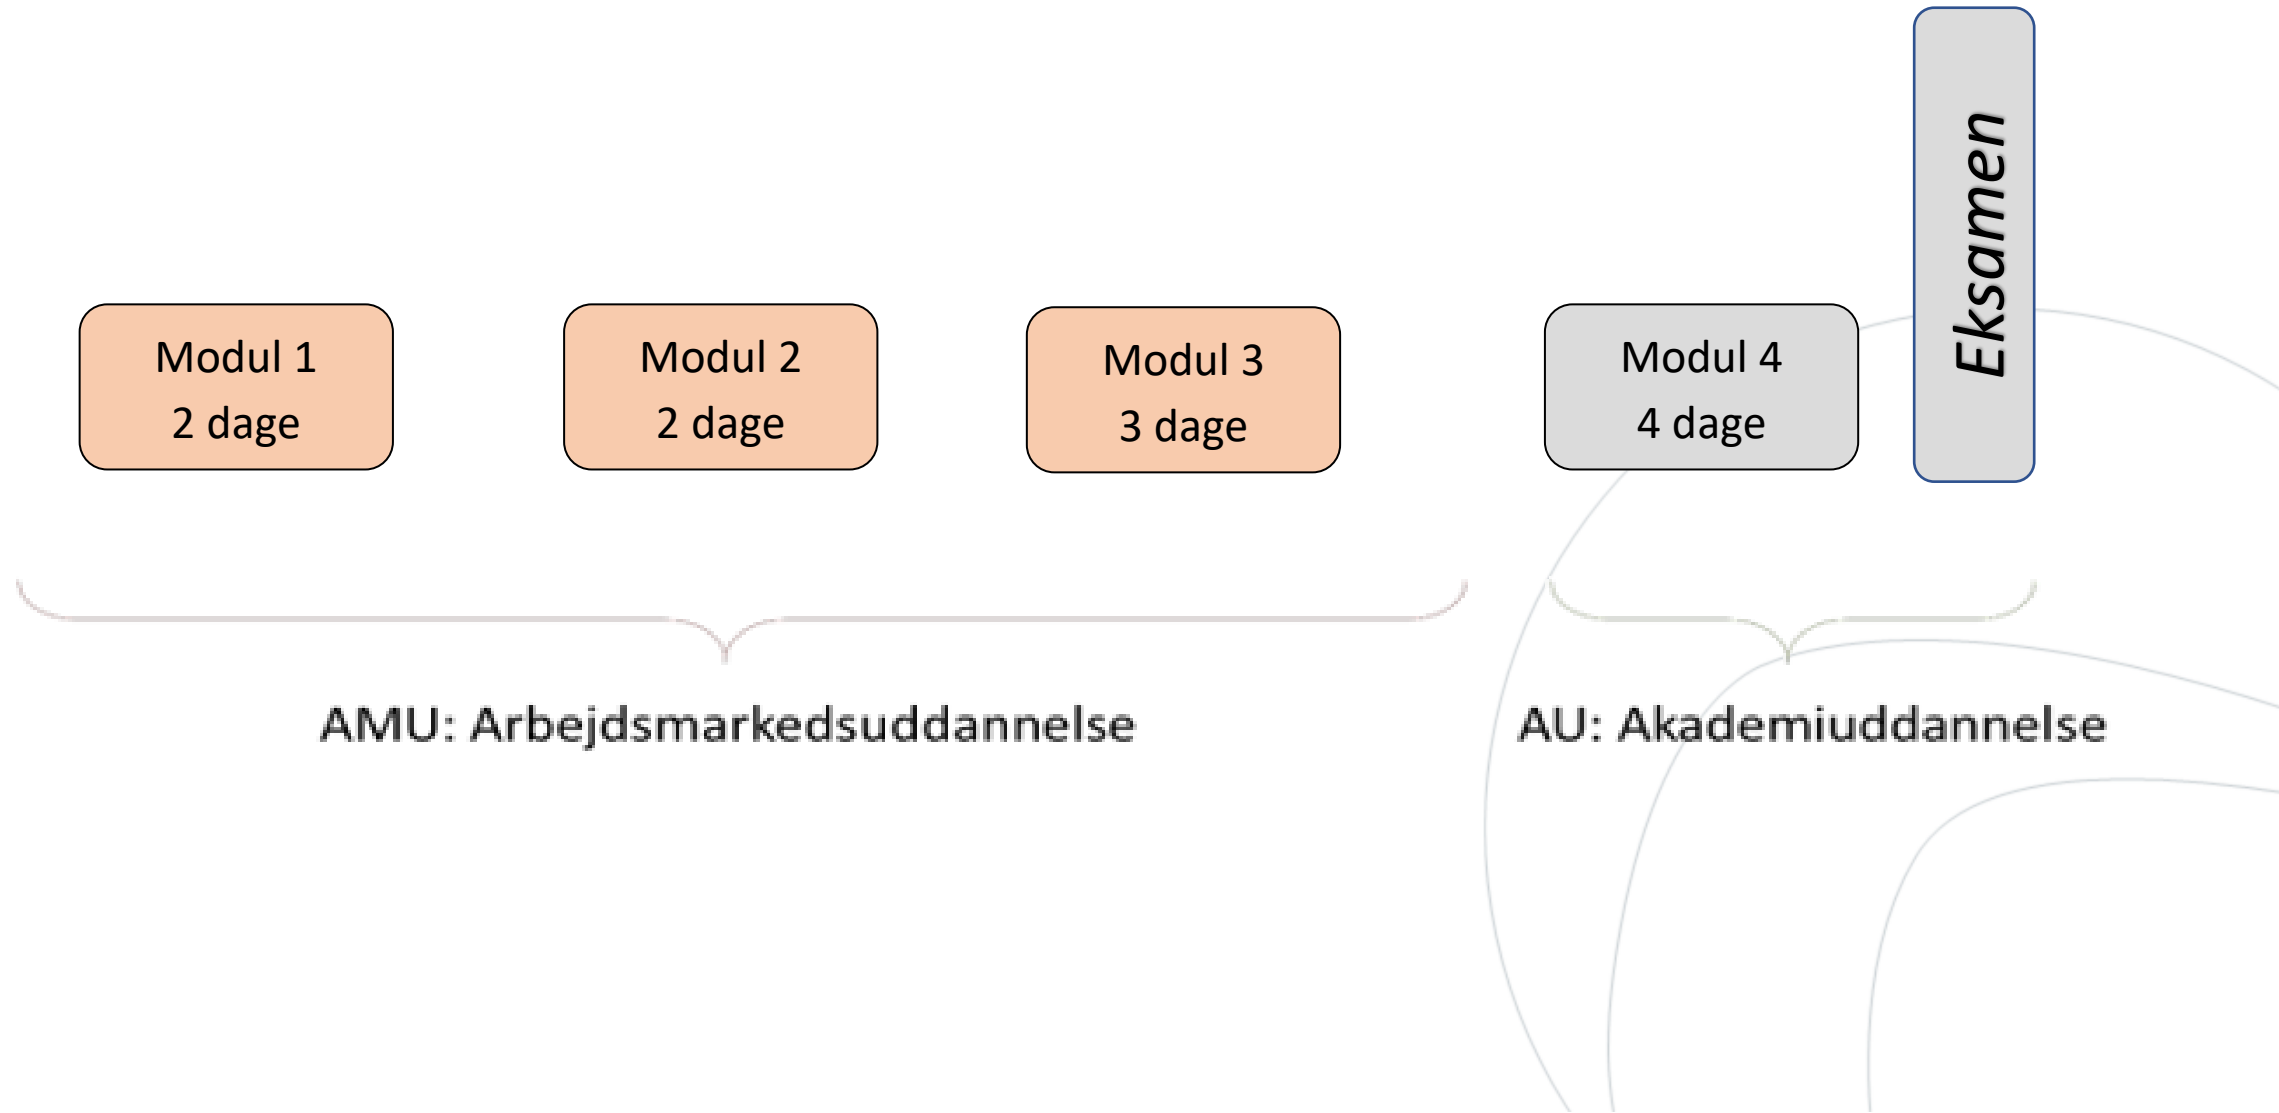 Eksamen
Modul 1
2 dage
Modul 2
2 dage
Modul 3
3 dage
Modul 4
4 dage
AMU: Arbejdsmarkedsuddannelse
AU: Akademiuddannelse